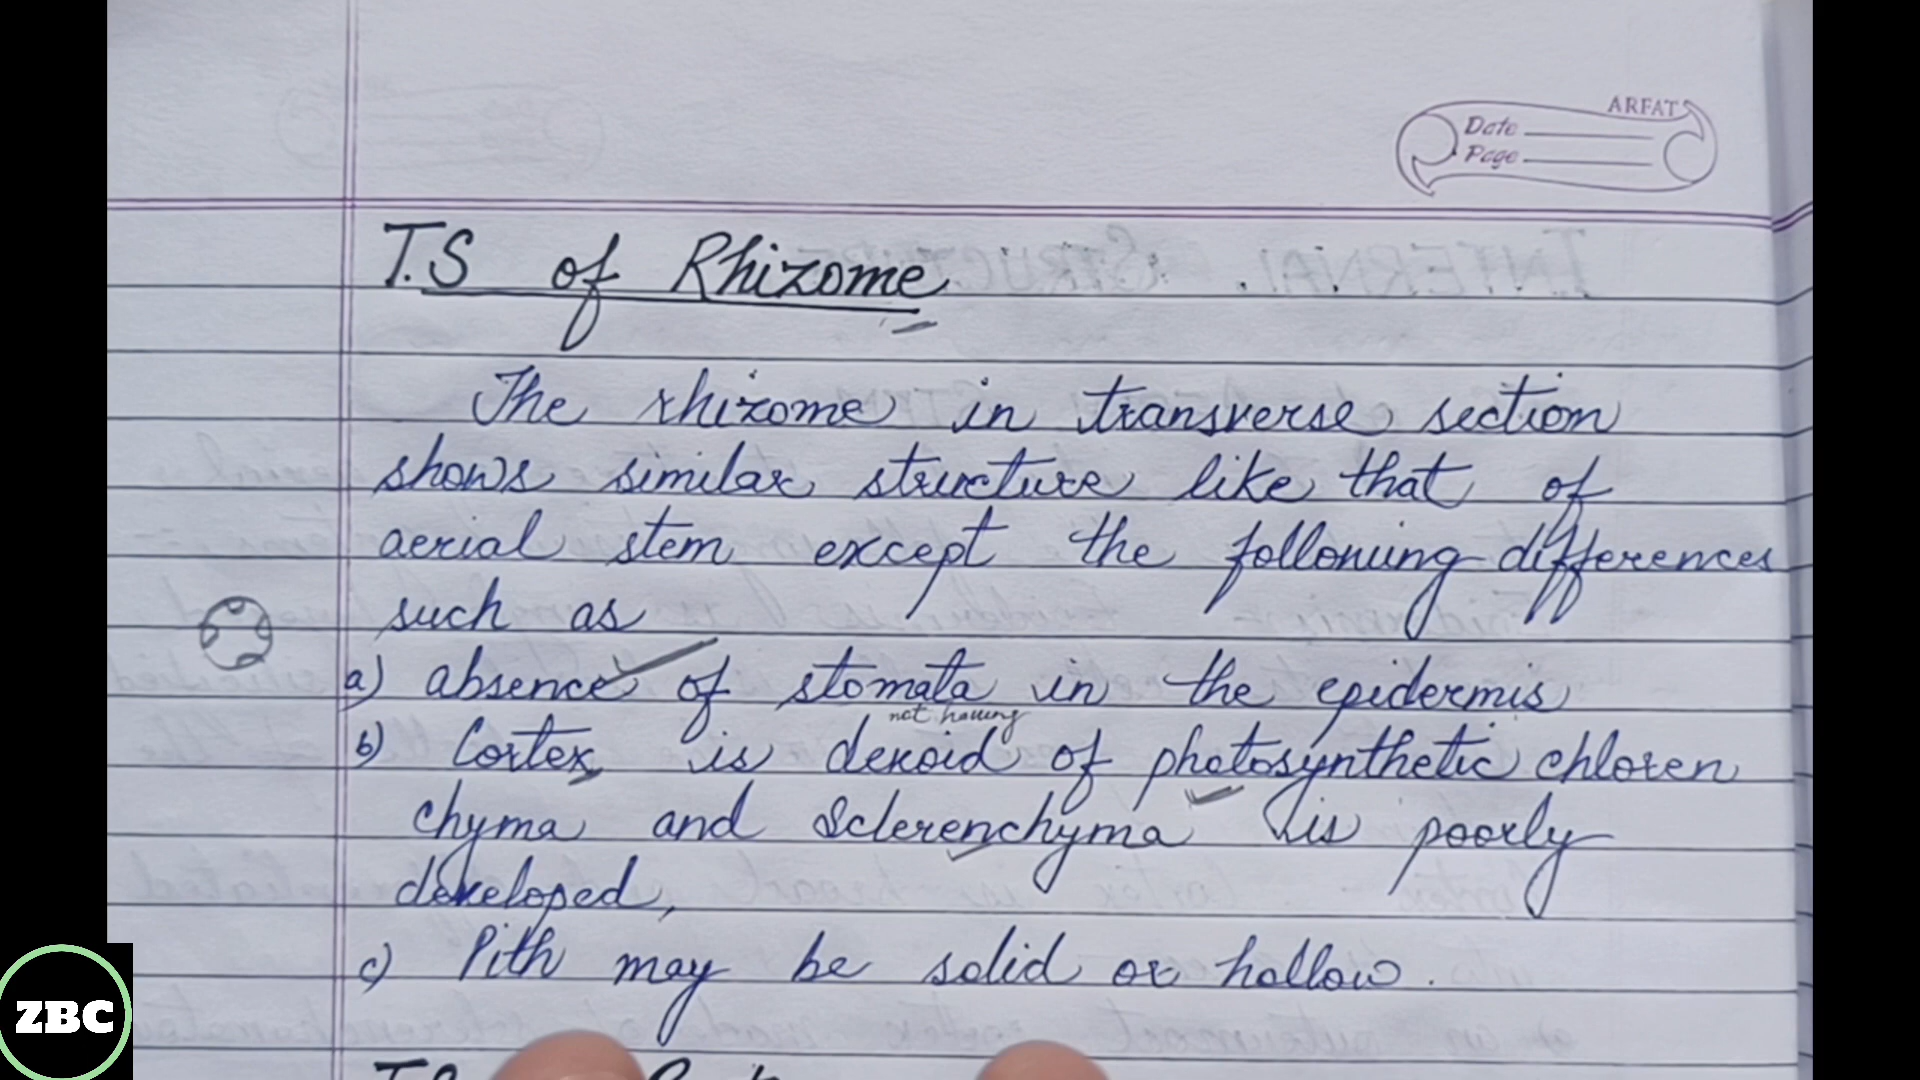 ARFAT
Date
Page
T.S of Rhizome
The rhizome in transverse section
shows similar structure like that of
aerial stem except the following differences
such as
a) absence of stomata in the epidermis
not having
b) Cortex is devoid of photosynthetic chloren
chyma and Sclerenchyma is poorly
developed,
c) Pith may be solid or hollow.
ZBC